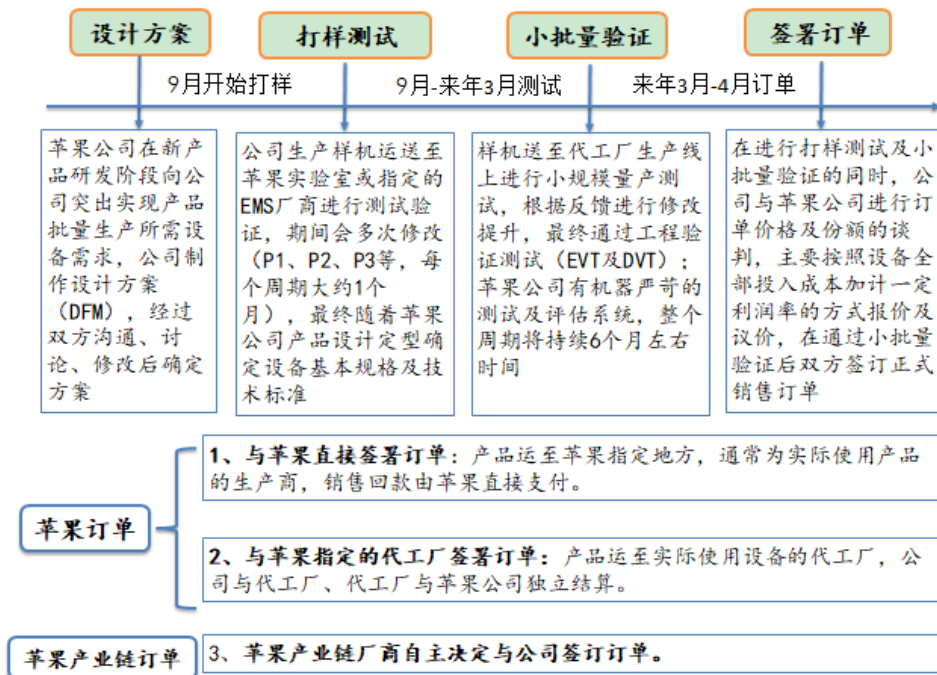 设计方案
打样测试
小批量验证
签署订单
9月开始打样
9月-来年3月测试
来年3月-4月订单
苹果公司在新产
品研发阶段向公
司突出实现产品
批量生产所需设
备需求，公司制
作设计方案
（DFM），经过
双方沟通、讨
论、修改后确定
方案
公司生产样机运送至
苹果实验室或指定的
EMS厂商进行测试验
证，期间会多次修改
（P1、P2、P3等，每
个周期大约1个
月），最终随着苹果
公司产品设计定型确
定设备基本规格及技
术标准
样机送至代工厂生产线
上进行小规模量产测
试，根据反馈进行修改
提升，最终通过工程验
证测试（EVT及DVT）；
苹果公司有机器严苛的
测试及评估系统，整个
周期将持续6个月左右
时间
在进行打样测试及小
批量验证的同时，公
司与苹果公司进行订
单价格及份额的谈
判，主要按照设备全
部投入成本加计一定
利润率的方式报价及
议价，在通过小批量
验证后双方签订正式
销售订单
苹果订单
1、与苹果直接签署订单：产品运至苹果指定地方，通常为实际使用产品
的生产商，销售回款由苹果直接支付。
2、与苹果指定的代工厂签署订单：产品运至实际使用设备的代工厂，公
司与代工厂、代工厂与苹果公司独立结算。
苹果产业链订单
3、苹果产业链厂商自主决定与公司签订订单。